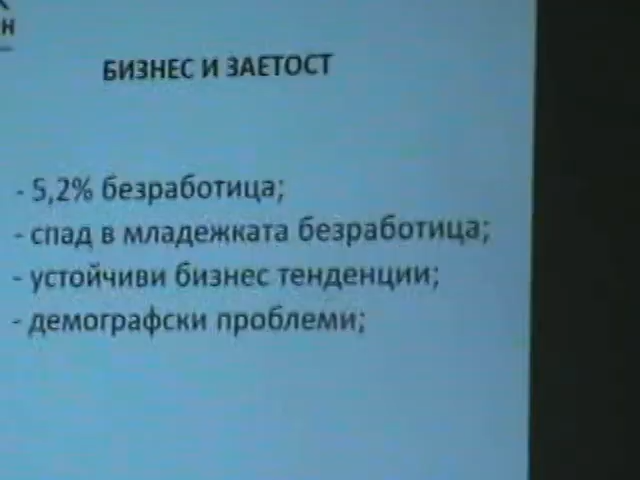 БИЗНЕС И ЗАЕТОСТ
- 5,2% безработица;
- спад в младежката безработица;
- устойчиви бизнес тенденции;
- демографски проблеми;